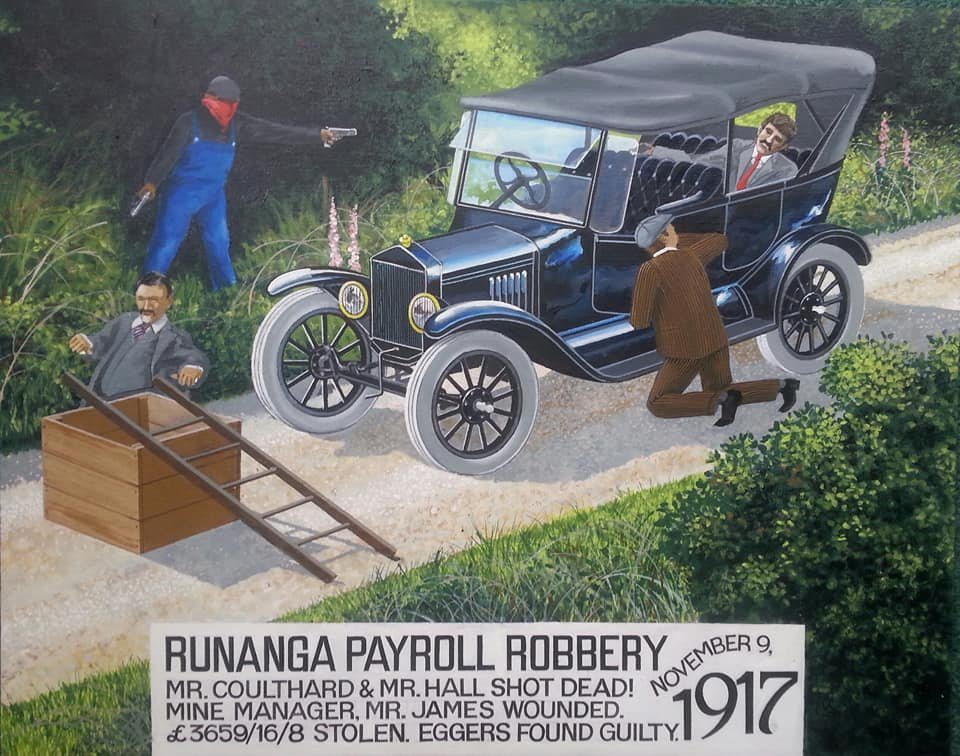 RUNANGA PAYROLL ROBBERY
MR. COULTHARD & MR. HALL SHOT DEAD!
MINE MANAGER, MR. JAMES WOUNDED.
£3659/16/8 STOLEN. EGGERS FOUND GUILTY.
NOVEMBER 9,
1917